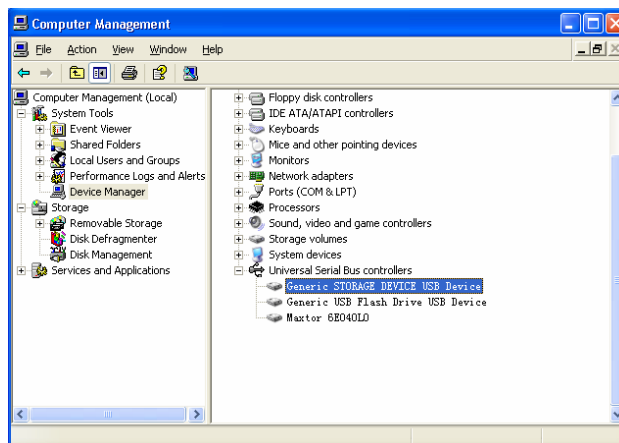 Computer Management
File Action View Window Help
Computer Management (Local)
System Tools
Event Viewer
Shared Folders
Local Users and Groups
Performance Logs and Alerts
Device Manager
Storage
Removable Storage
Disk Defragmenter
Disk Management
Services and Applications
Floppy disk controllers
IDE ATA/ATAPI controllers
Keyboards
Mice and other pointing devices
Monitors
Network adapters
Ports (COM & LPT)
Processors
Sound, video and game controllers
Storage volumes
System devices
Universal Serial Bus controllers
Generic STORAGE DEVICE USB Device
Generic USB Flash Drive USB Device
Maxtor 6E040L0